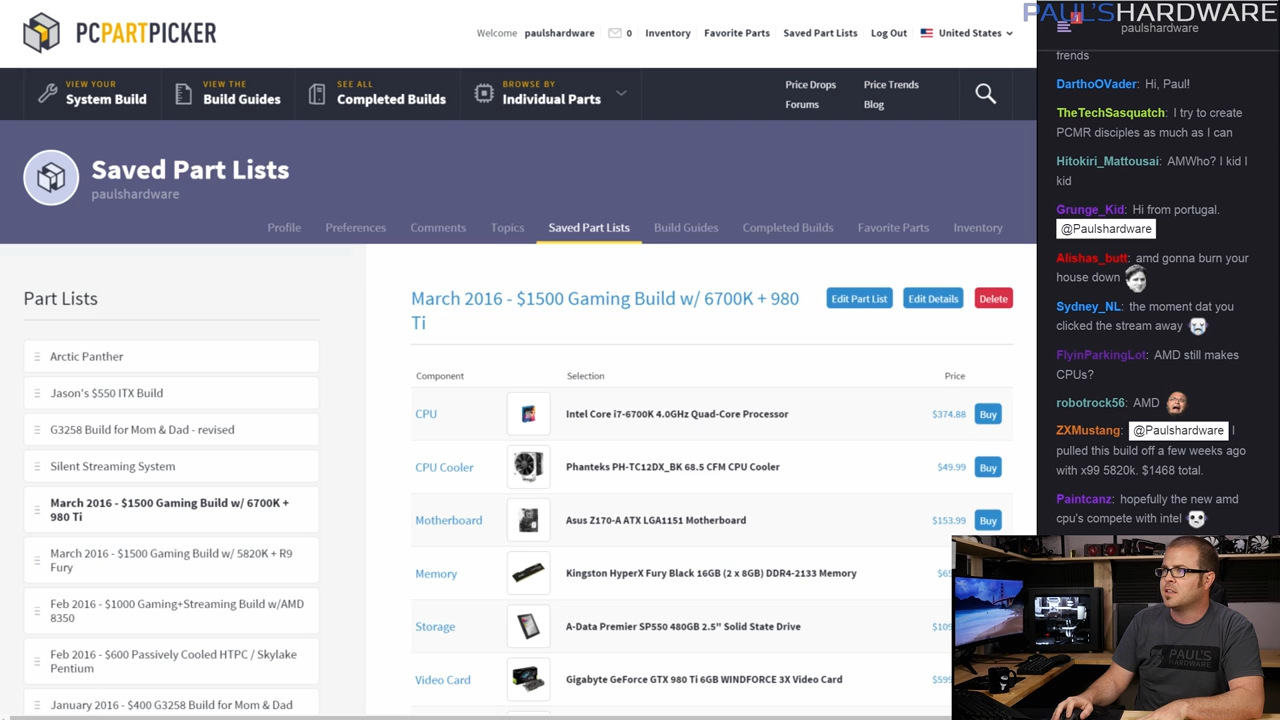 PCPARTPICKER
Welcome paulshardware 0 Inventory Favorite Parts Saved Part Lists Log Out United States
VIEW YOUR
System Build
VIEW THE
Build Guides
SEE ALL
Completed Builds
BROWSE BY
Individual Parts
Price Drops
Price Trends
Forums
Blog
Saved Part Lists
paulshardware
Profile Preferences Comments Topics Saved Part Lists Build Guides Completed Builds Favorite Parts Inventory
Part Lists
Arctic Panther
Jason's $550 ITX Build
G3258 Build for Mom & Dad - revised
Silent Streaming System
March 2016 - $1500 Gaming Build w/ 6700K +
980 Ti
March 2016 - $1500 Gaming Build w/ 5820K + R9
Fury
Feb 2016 - $1000 Gaming+Streaming Build w/AMD
8350
Feb 2016 - $600 Passively Cooled HTPC / Skylake
Pentium
January 2016 - $400 G3258 Build for Mom & Dad
March 2016 - $1500 Gaming Build w/ 6700K + 980
Ti
Edit Part List
Edit Details
Delete
Component Selection Price
CPU Intel Core i7-6700K 4.0GHz Quad-Core Processor $374.88 Buy
CPU Cooler Phanteks PH-TC12DX_BK 68.5 CFM CPU Cooler $49.99 Buy
Motherboard Asus Z170-A ATX LGA1151 Motherboard $153.99 Buy
Memory Kingston HyperX Fury Black 16GB (2 x 8GB) DDR4-2133 Memory
Storage A-Data Premier SP550 480GB 2.5" Solid State Drive
Video Card Gigabyte GeForce GTX 980 Ti 6GB WINDFORCE 3X Video Card
PAUL'SHARDWARE
1
paulshardware
trends
DarthoOVader: Hi, Paul!
TheTechSasquatch: I try to create
PCMR disciples as much as I can
Hitokiri_Mattousai: AMWho? I kid I
kid
Grunge_Kid: Hi from portugal.
@Paulshardware
Alishas_butt: amd gonna burn your
house down
Sydney_NL: the moment dat you
clicked the stream away
FlyinParkingLot: AMD still makes
CPUs?
robotrock56: AMD
ZXMustang: @Paulshardware I
pulled this build off a few weeks ago
with x99 5820k. $1468 total.
Paintcanz: hopefully the new amd
cpu's compete with intel
PAUL'S
HARDWARE